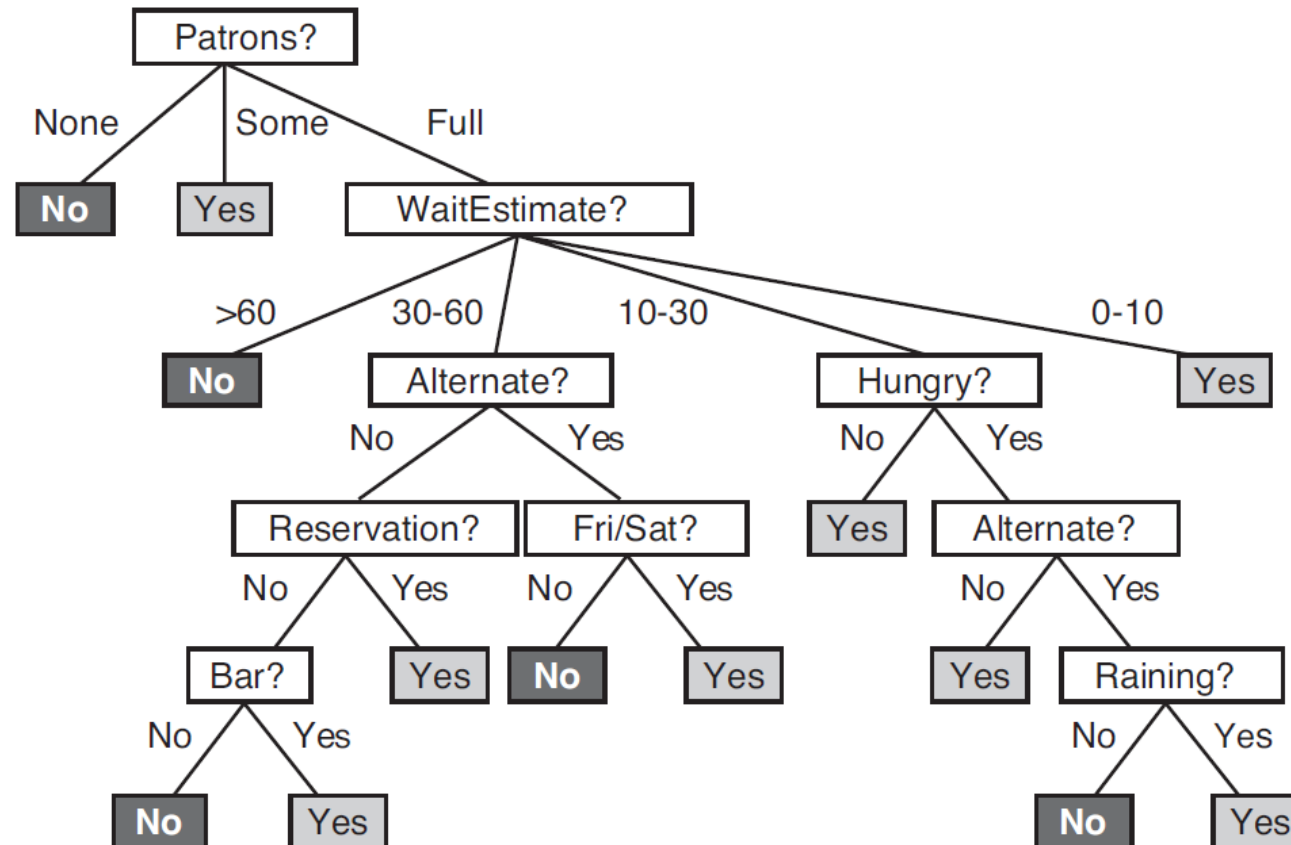 Patrons?
None Some Full
No Yes WaitEstimate?
>60 30-60 10-30 0-10
No Alternate? Hungry? Yes
No Yes No Yes
Reservation? Fri/Sat? Yes Alternate?
No Yes No Yes No Yes
Bar? Yes No Yes Yes Raining?
No Yes No Yes
No Yes No Yes